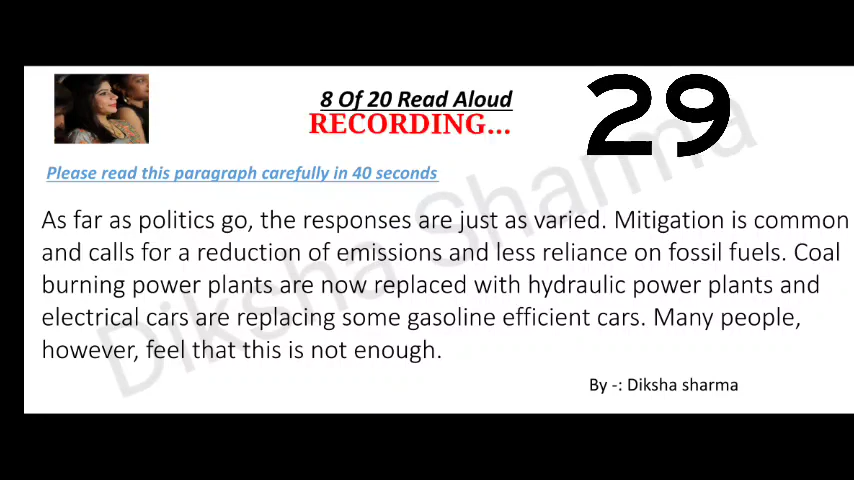 8 Of 20 Read Aloud
RECORDING...
29
Please read this paragraph carefully in 40 seconds
As far as politics go, the responses are just as varied. Mitigation is common
and calls for a reduction of emissions and less reliance on fossil fuels. Coal
burning power plants are now replaced with hydraulic power plants and
electrical cars are replacing some gasoline efficient cars. Many people,
however, feel that this is not enough.
By -: Diksha sharma
Diksha Sharma